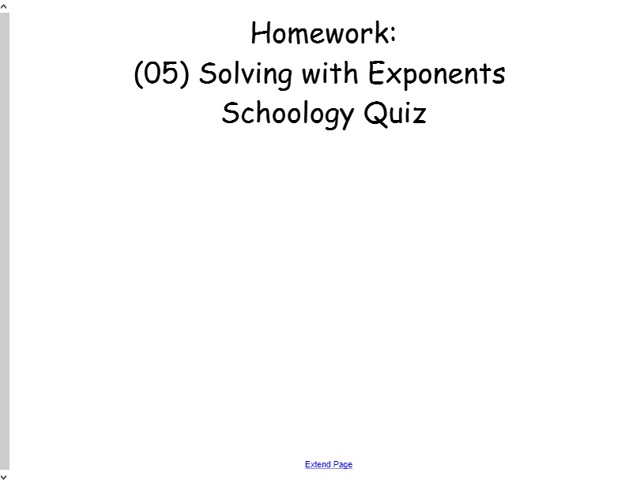 Homework:
(05) Solving with Exponents
Schoology Quiz
Extend Page